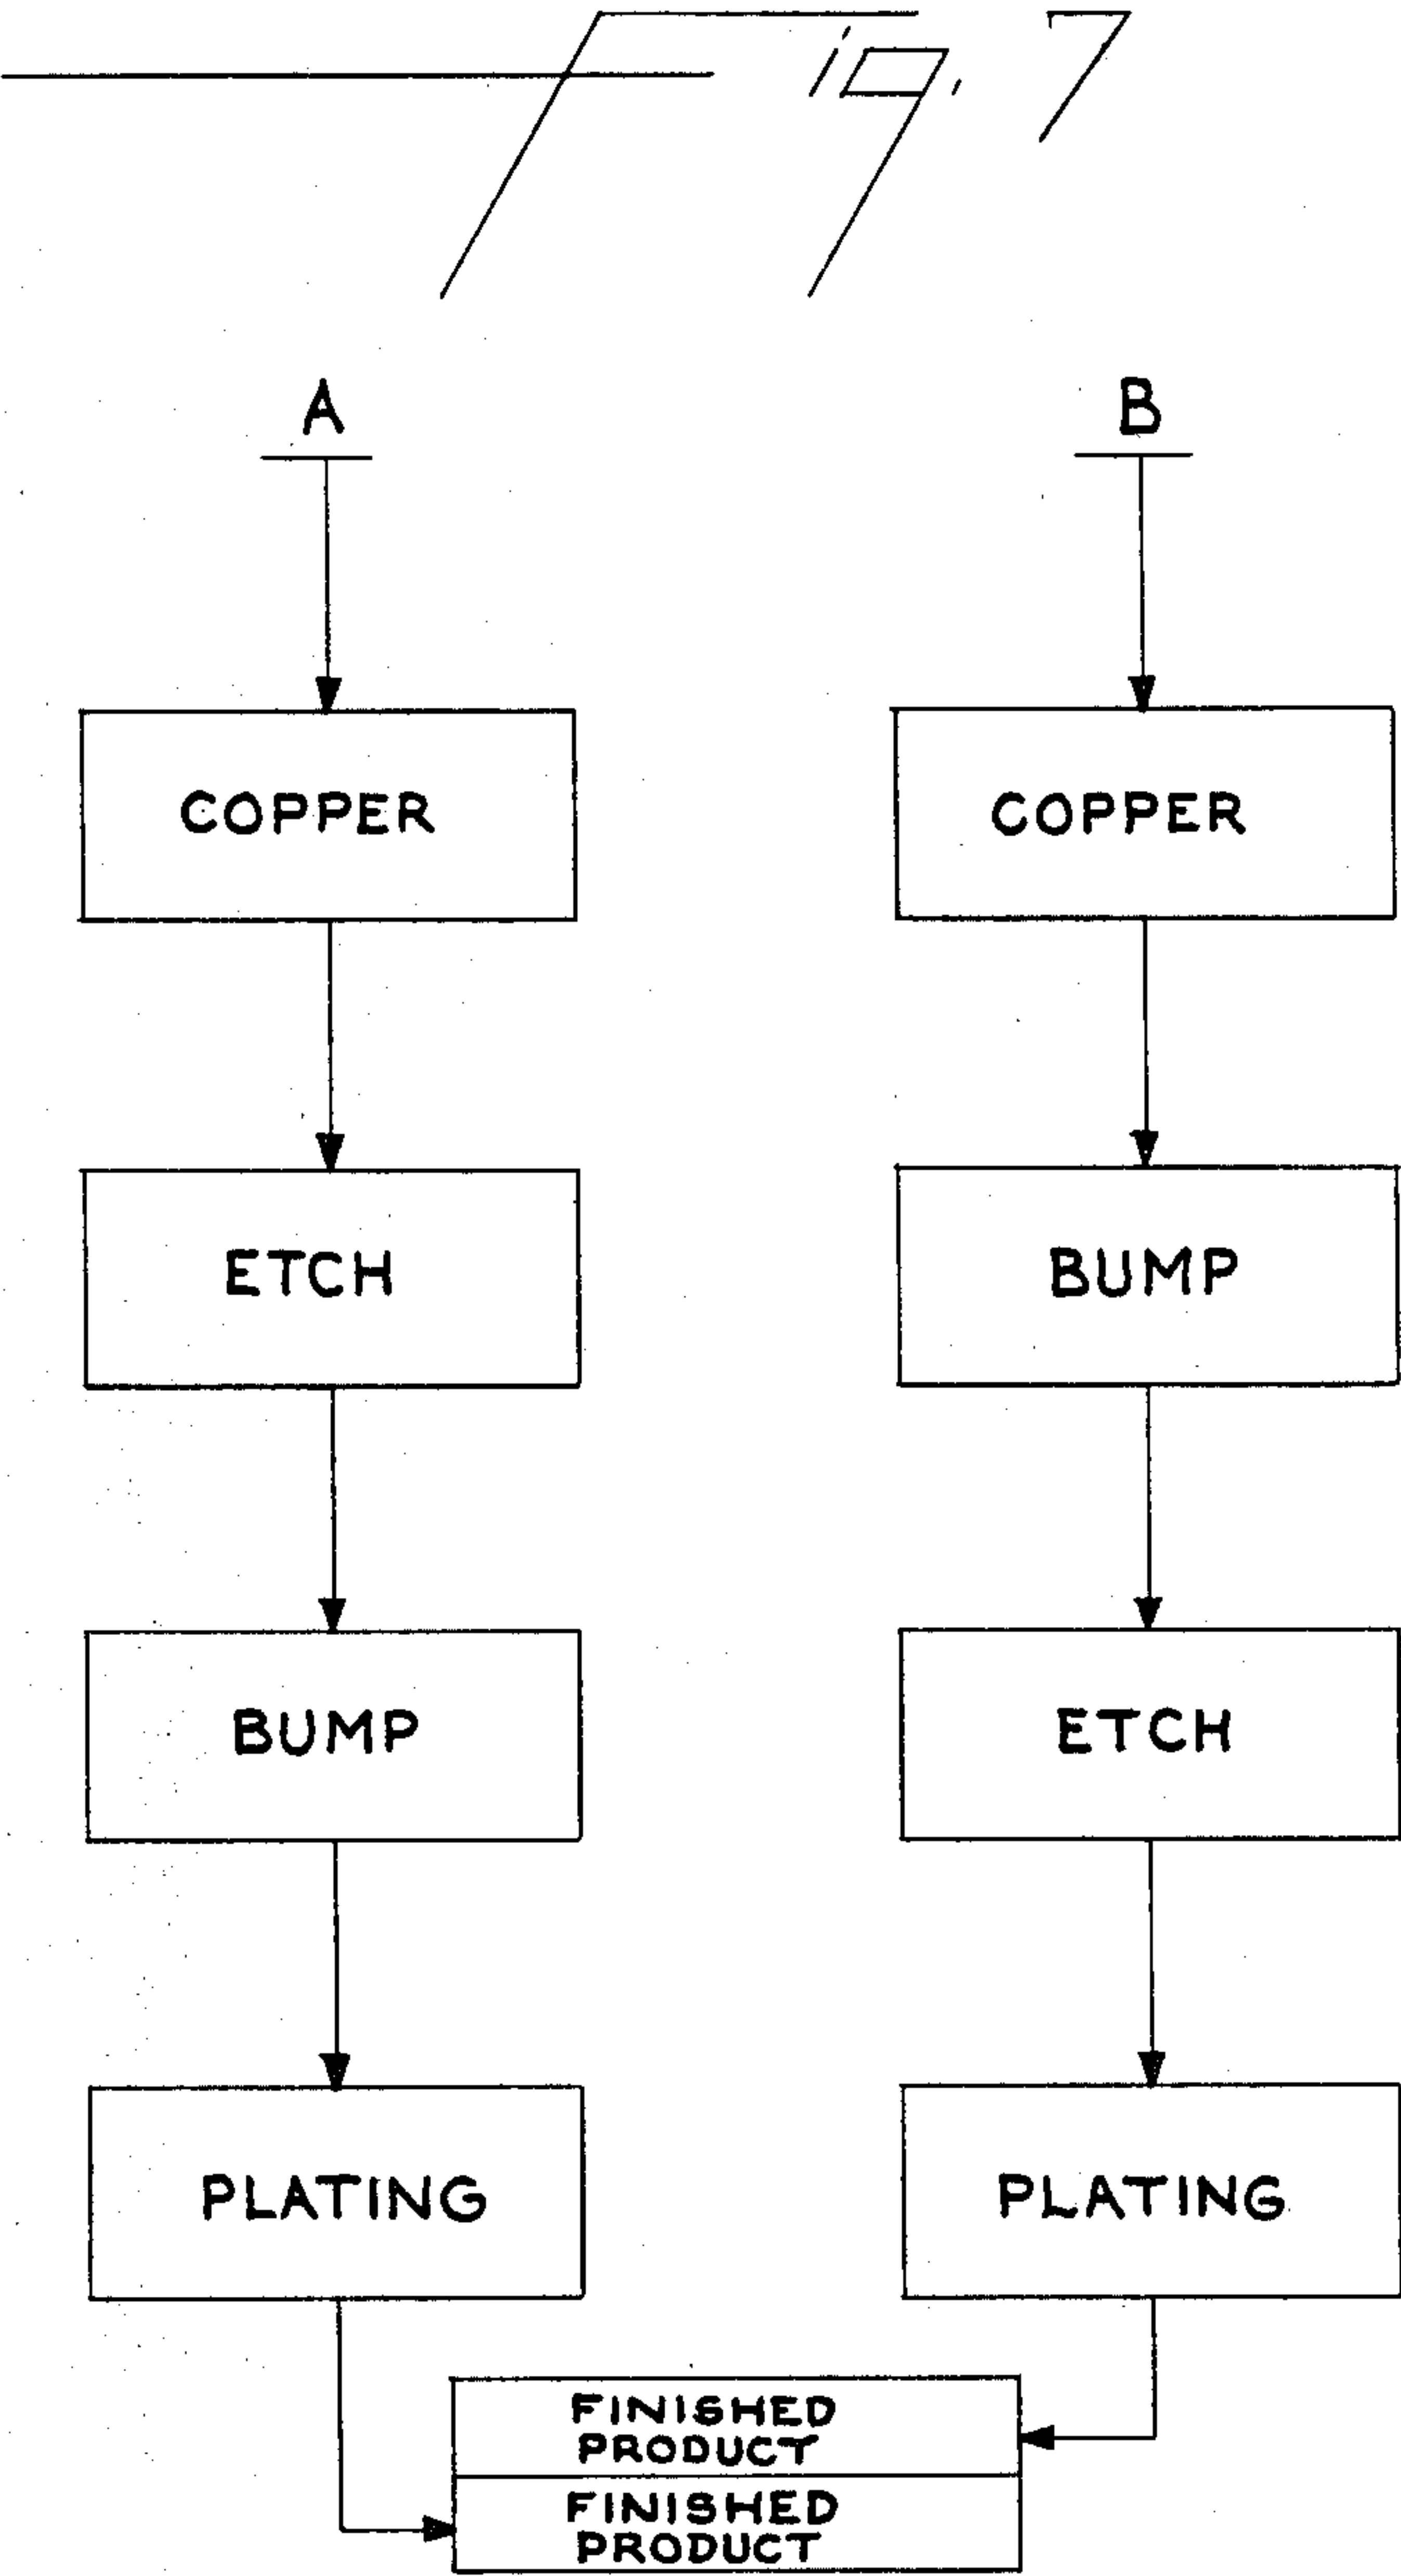 Fig. 7
A
B
COPPER
COPPER
ETCH
BUMP
BUMP
ETCH
PLATING
PLATING
FINISHED
PRODUCT
FINISHED
PRODUCT